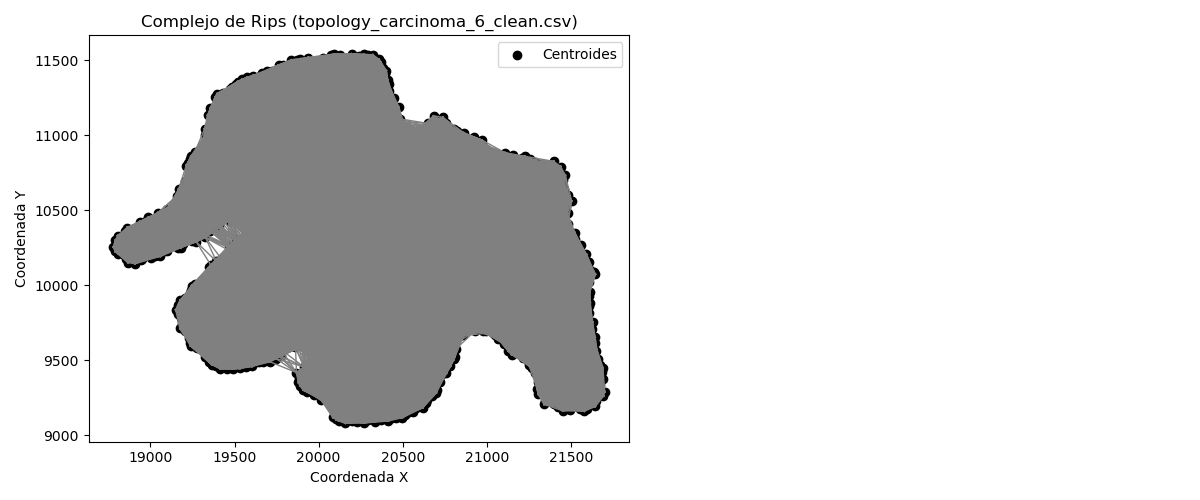 Complejo de Rips (topology_carcinoma_6_clean.csv)
Centroides
11500
11000
10500
10000
9500
9000
Coordenada Y
19000 19500 20000 20500 21000 21500
Coordenada X